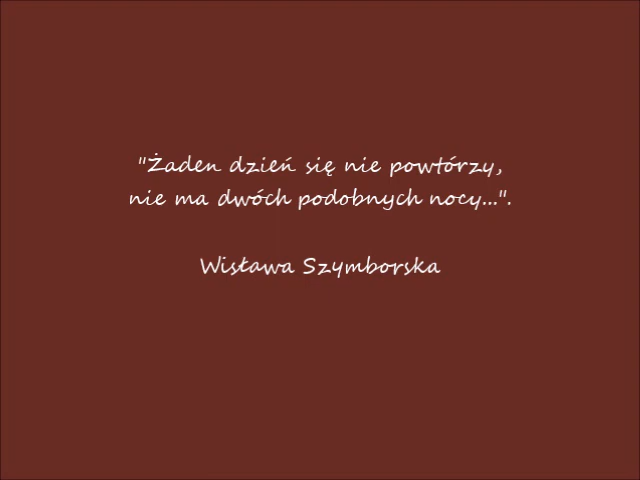 "Żaden dzień się nie powtórzy,
nie ma dwóch podobnych nocy...".
Wisława Szymborska